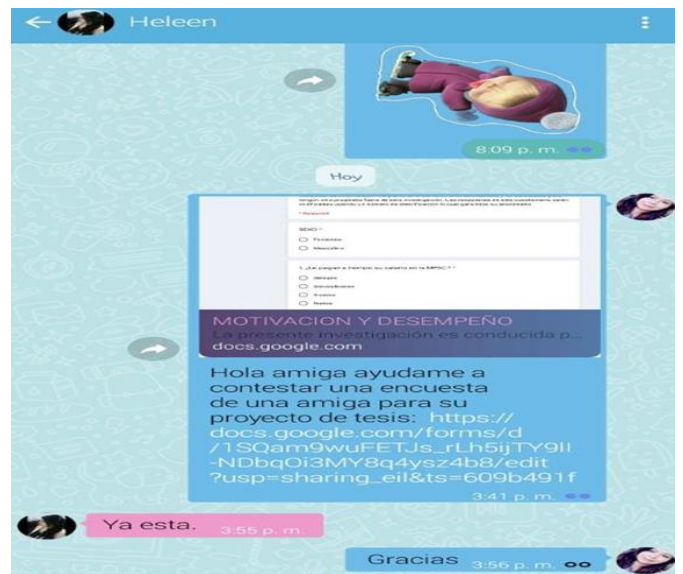 Heleen
8:09 p. m.
Hoy
SEXO *
MOTIVACION Y DESEMPEÑO
La presente investigación es conducida p...
docs.google.com
Hola amiga ayudame a
contestar una encuesta
de una amiga para su
proyecto de tesis: https://
docs.google.com/forms/d
/1SQam9wuFETJs_rLh5ijTY9II
-NDbqOi3MY8q4ysz4b8/edit
?usp=sharing_eil&ts=609b491f
3:41 p. m.
Ya esta. 3:55 p. m.
Gracias 3:56 p. m.